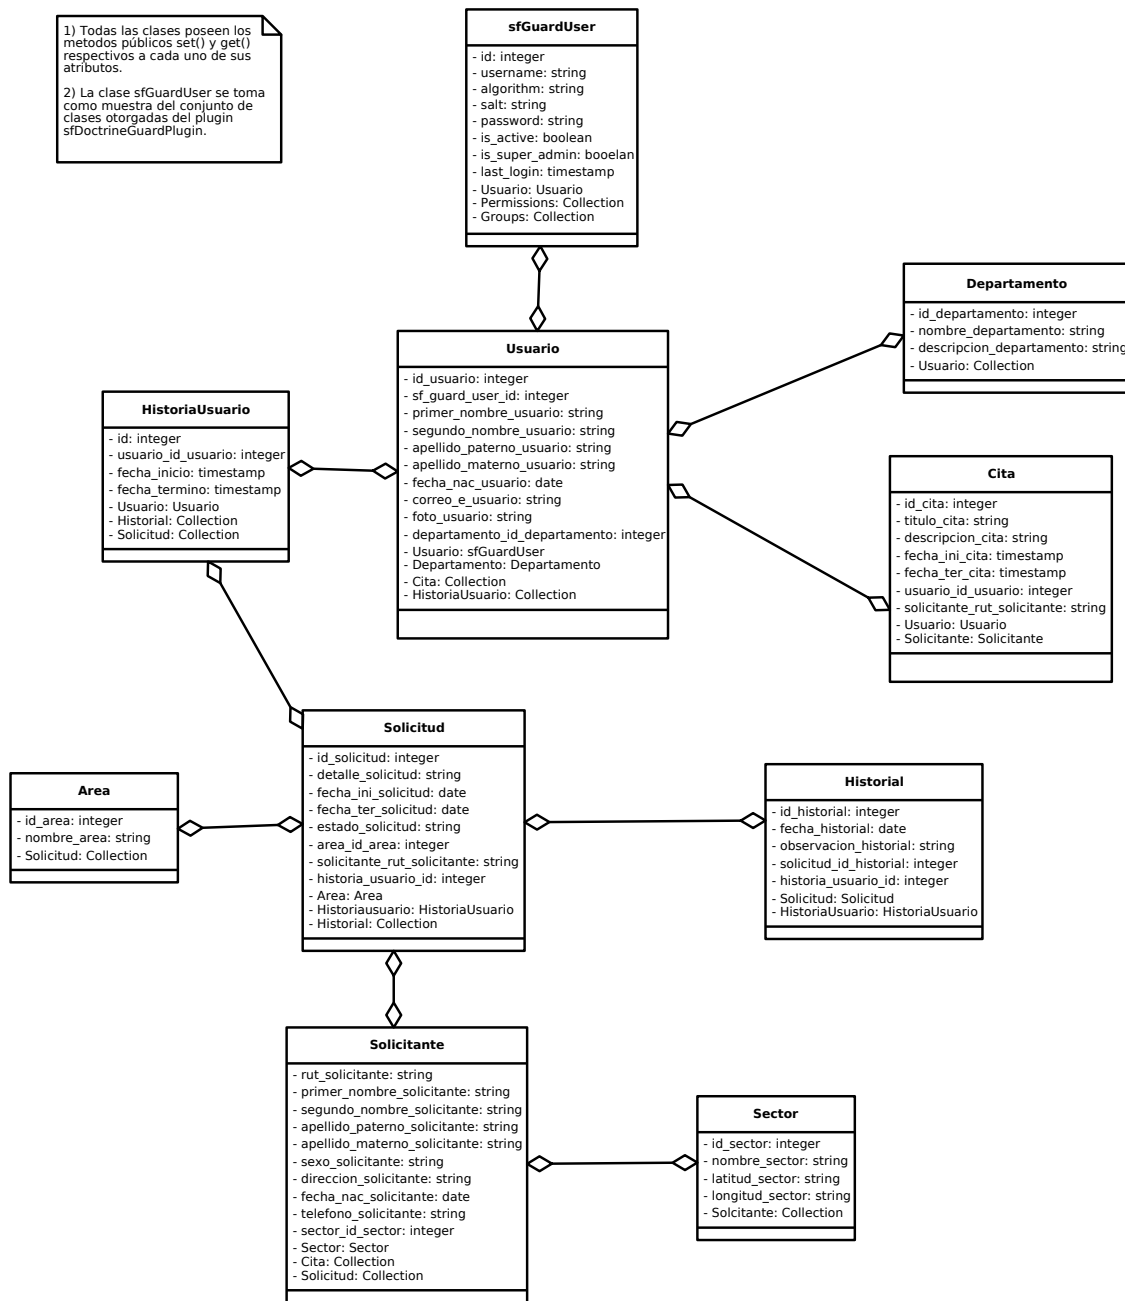 1) Todas las clases poseen los
metodos públicos set() y get()
respectivos a cada uno de sus
atributos.
2) La clase sfGuardUser se toma
como muestra del conjunto de
clases otorgadas del plugin
sfDoctrineGuardPlugin.
sfGuardUser
- id: integer
- username: string
- algorithm: string
- salt: string
- password: string
- is_active: boolean
- is_super_admin: booelan
- last_login: timestamp
- Usuario: Usuario
- Permissions: Collection
- Groups: Collection
Departamento
- id_departamento: integer
- nombre_departamento: string
- descripcion_departamento: string
- Usuario: Collection
Usuario
- id_usuario: integer
- sf_guard_user_id: integer
- primer_nombre_usuario: string
- segundo_nombre_usuario: string
- apellido_paterno_usuario: string
- apellido_materno_usuario: string
- fecha_nac_usuario: date
- correo_e_usuario: string
- foto_usuario: string
- departamento_id_departamento: integer
- Usuario: sfGuardUser
- Departamento: Departamento
- Cita: Collection
- HistoriaUsuario: Collection
HistoriaUsuario
- id: integer
- usuario_id_usuario: integer
- fecha_inicio: timestamp
- fecha_termino: timestamp
- Usuario: Usuario
- Historial: Collection
- Solicitud: Collection
Cita
- id_cita: integer
- titulo_cita: string
- descripcion_cita: string
- fecha_ini_cita: timestamp
- fecha_ter_cita: timestamp
- usuario_id_usuario: integer
- solicitante_rut_solicitante: string
- Usuario: Usuario
- Solicitante: Solicitante
Solicitud
- id_solicitud: integer
- detalle_solicitud: string
- fecha_ini_solicitud: date
- fecha_ter_solicitud: date
- estado_solicitud: string
- area_id_area: integer
- solicitante_rut_solicitante: string
- historia_usuario_id: integer
- Area: Area
- Historiausuario: HistoriaUsuario
- Historial: Collection
Area
- id_area: integer
- nombre_area: string
- Solicitud: Collection
Historial
- id_historial: integer
- fecha_historial: date
- observacion_historial: string
- solicitud_id_historial: integer
- historia_usuario_id: integer
- Solicitud: Solicitud
- HistoriaUsuario: HistoriaUsuario
Solicitante
- rut_solicitante: string
- primer_nombre_solicitante: string
- segundo_nombre_solicitante: string
- apellido_paterno_solicitante: string
- apellido_materno_solicitante: string
- sexo_solicitante: string
- direccion_solicitante: string
- fecha_nac_solicitante: date
- telefono_solicitante: string
- sector_id_sector: integer
- Sector: Sector
- Cita: Collection
- Solicitud: Collection
Sector
- id_sector: integer
- nombre_sector: string
- latitud_sector: string
- longitud_sector: string
- Solcitante: Collection